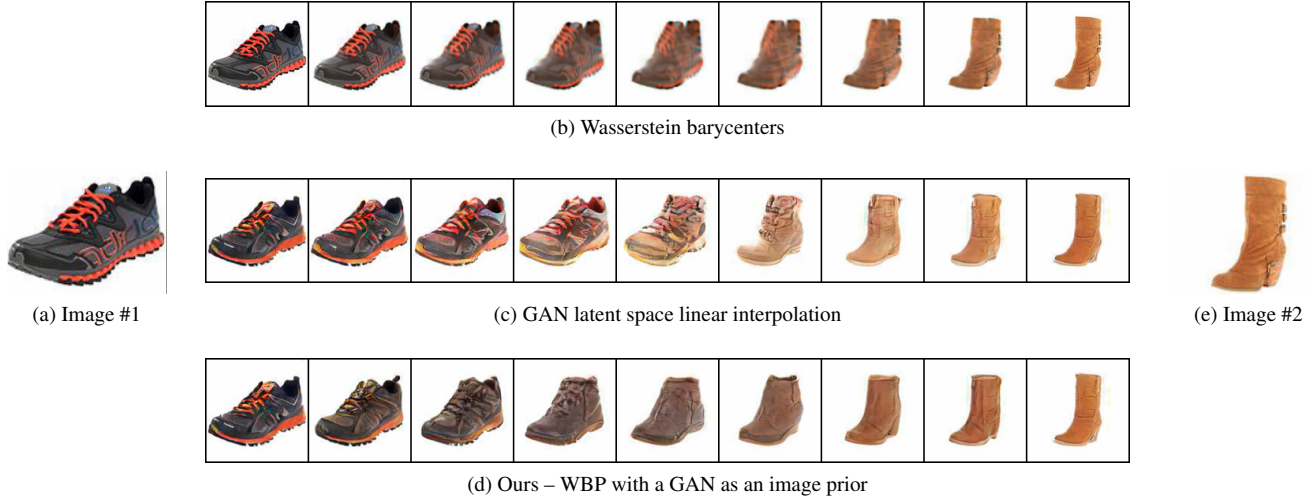 (b) Wasserstein barycenters
(a) Image #1
(c) GAN latent space linear interpolation
(e) Image #2
(d) Ours – WBP with a GAN as an image prior